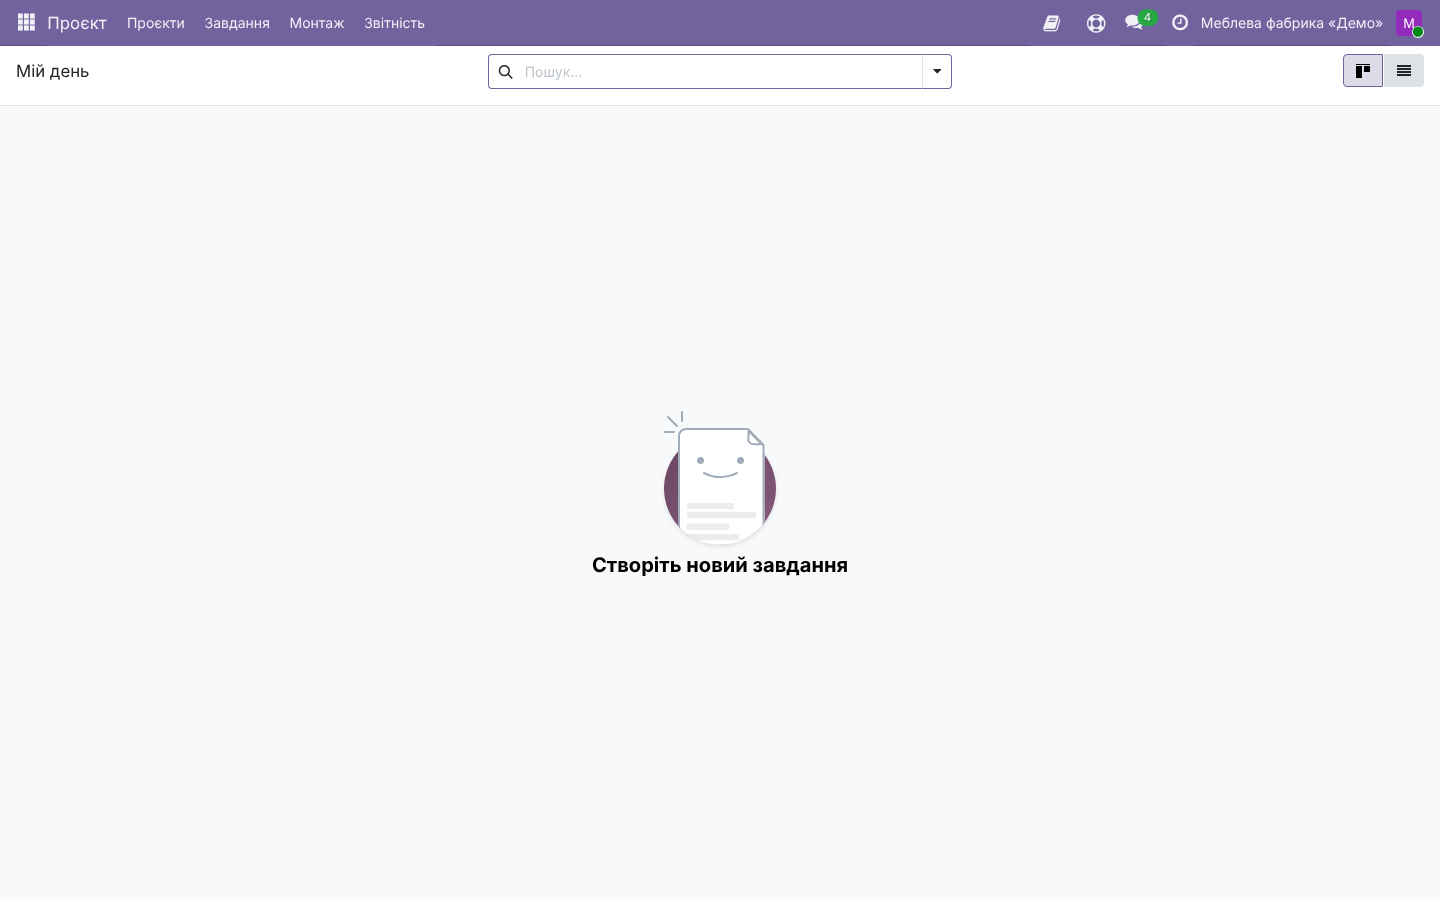 Проєкт Проєкти Завдання Монтаж Звітність 4 Меблева фабрика «Демо» M
Мій день Пошук...
Створіть новий завдання